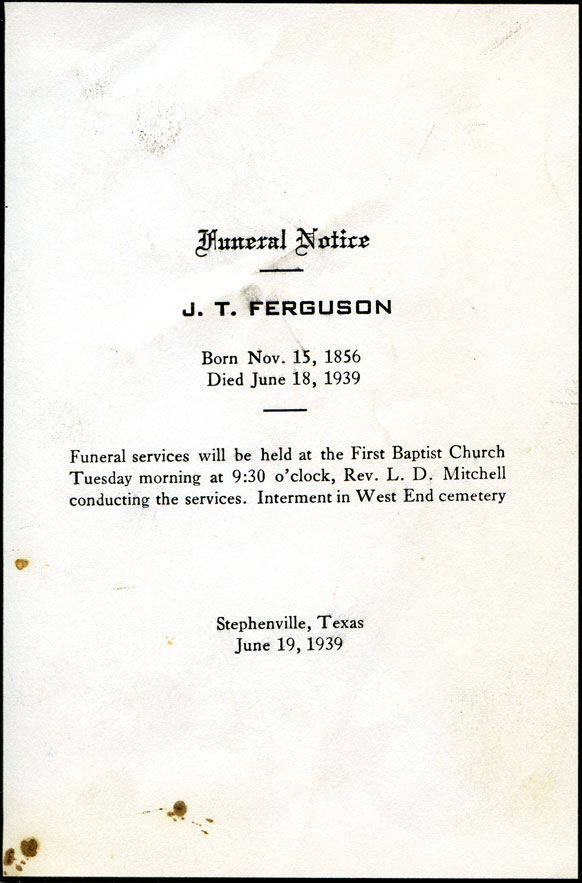 Funeral Notice
J. T. FERGUSON
Born Nov. 15, 1856
Died June 18, 1939
Funeral services will be held at the First Baptist Church
Tuesday morning at 9:30 o'clock, Rev. L. D. Mitchell
conducting the services. Interment in West End cemetery
Stephenville, Texas
June 19, 1939